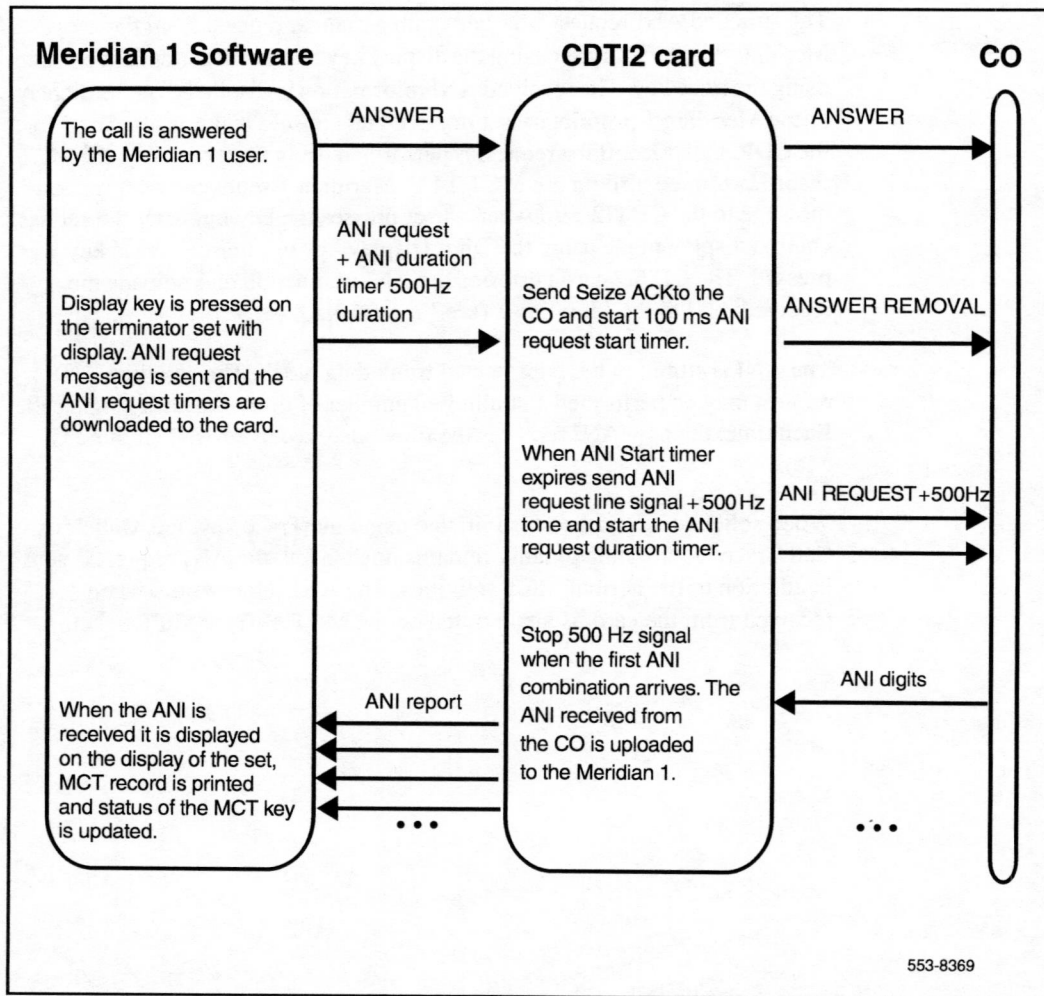 Meridian 1 Software
CDTI2 card
CO
The call is answered
by the Meridian 1 user.
ANSWER
ANSWER
ANI request
+ ANI duration
timer 500Hz
duration
Display key is pressed on
the terminator set with
display. ANI request
message is sent and the
ANI request timers are
downloaded to the card.
Send Seize ACKto the
CO and start 100 ms ANI
request start timer.
ANSWER REMOVAL
When ANI Start timer
expires send ANI
request line signal + 500 Hz
tone and start the ANI
request duration timer.
ANI REQUEST+500Hz
Stop 500 Hz signal
when the first ANI
combination arrives. The
ANI received from
the CO is uploaded
to the Meridian 1.
ANI digits
ANI report
When the ANI is
received it is displayed
on the display of the set,
MCT record is printed
and status of the MCT key
is updated.
• • •
• • •
553-8369